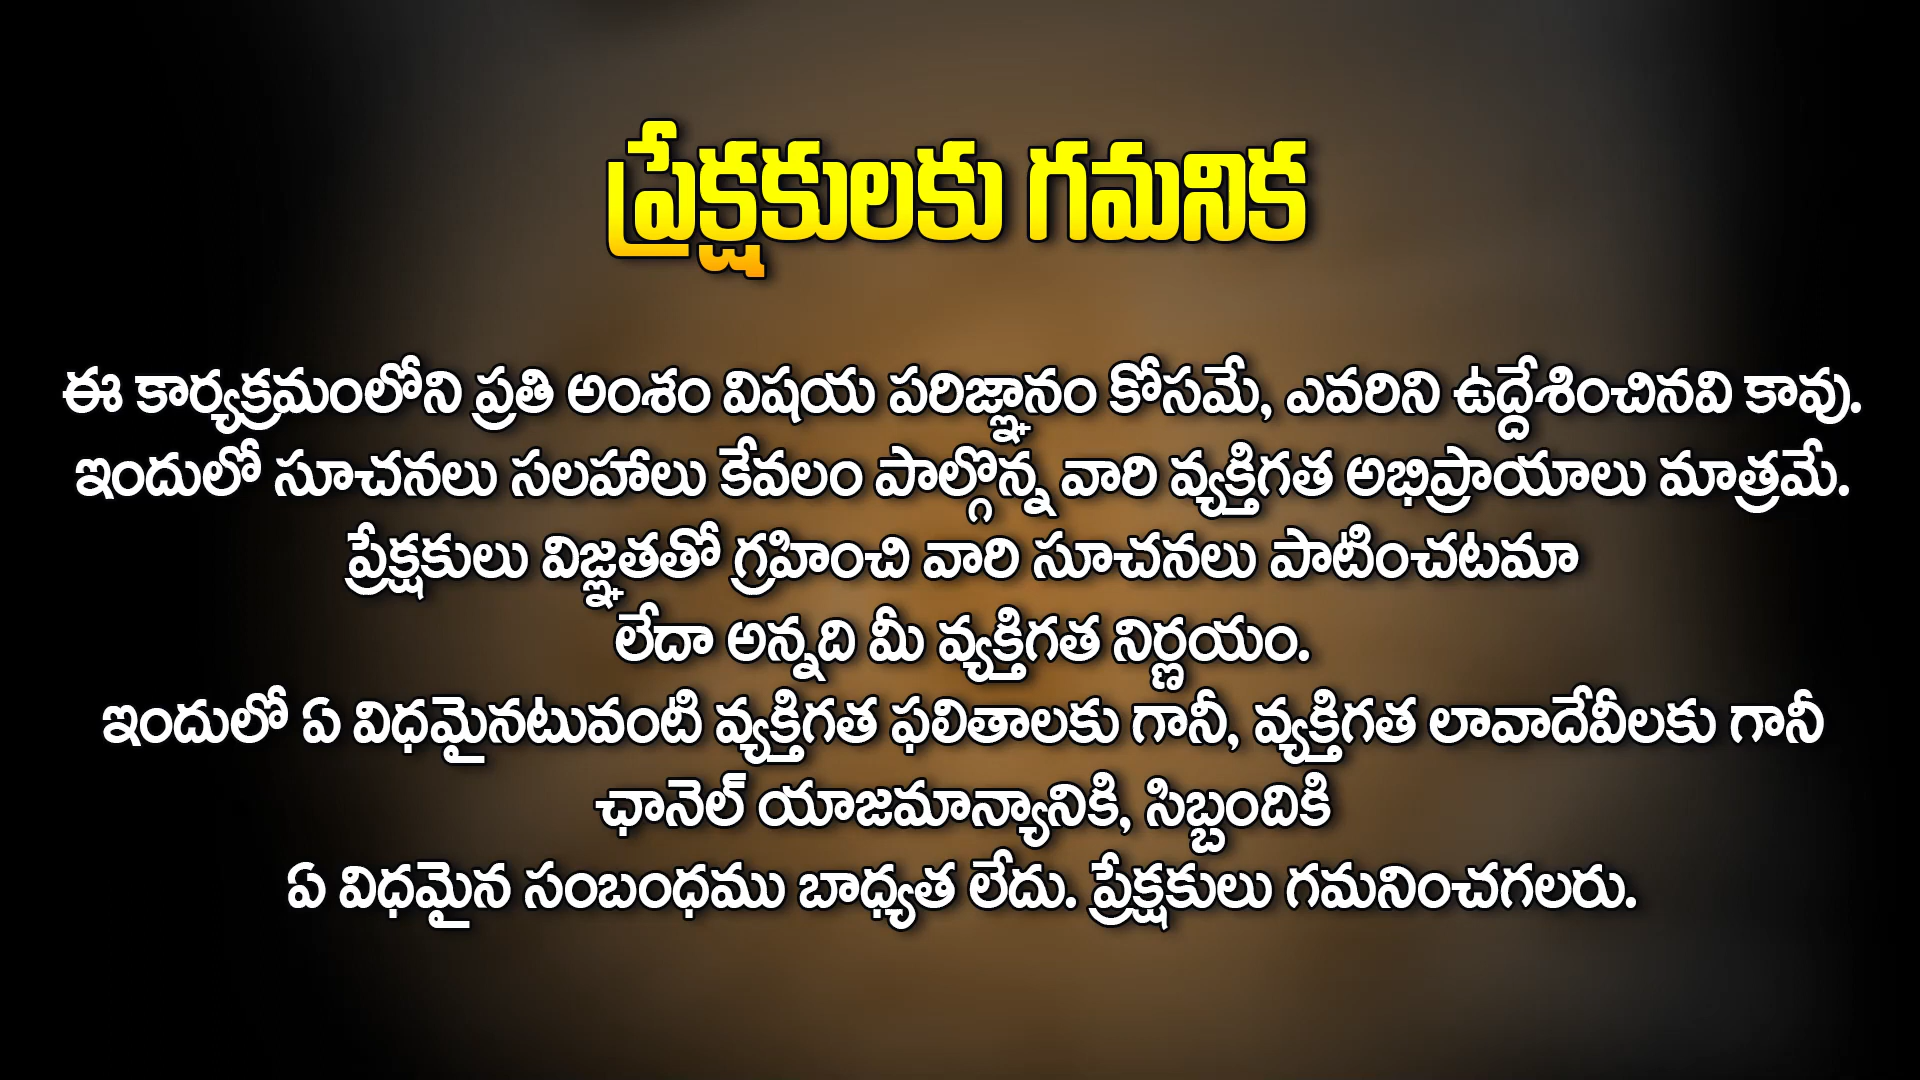 ప్రేక్షకులకు గమనిక
ఈ కార్యక్రమంలోని ప్రతి అంశం విషయ పరిజ్ఞానం కోసమే, ఎవరిని ఉద్దేశించినవి కావు.
ఇందులో సూచనలు సలహాలు కేవలం పాల్గొన్న వారి వ్యక్తిగత అభిప్రాయాలు మాత్రమే.
ప్రేక్షకులు విజ్ఞతతో గ్రహించి వారి సూచనలు పాటించటమా
లేదా అన్నది మీ వ్యక్తిగత నిర్ణయం.
ఇందులో ఏ విధమైనటువంటి వ్యక్తిగత ఫలితాలకు గానీ, వ్యక్తిగత లావాదేవీలకు గానీ
ఛానెల్ యాజమాన్యానికి, సిబ్బందికి
ఏ విధమైన సంబంధము బాధ్యత లేదు. ప్రేక్షకులు గమనించగలరు.